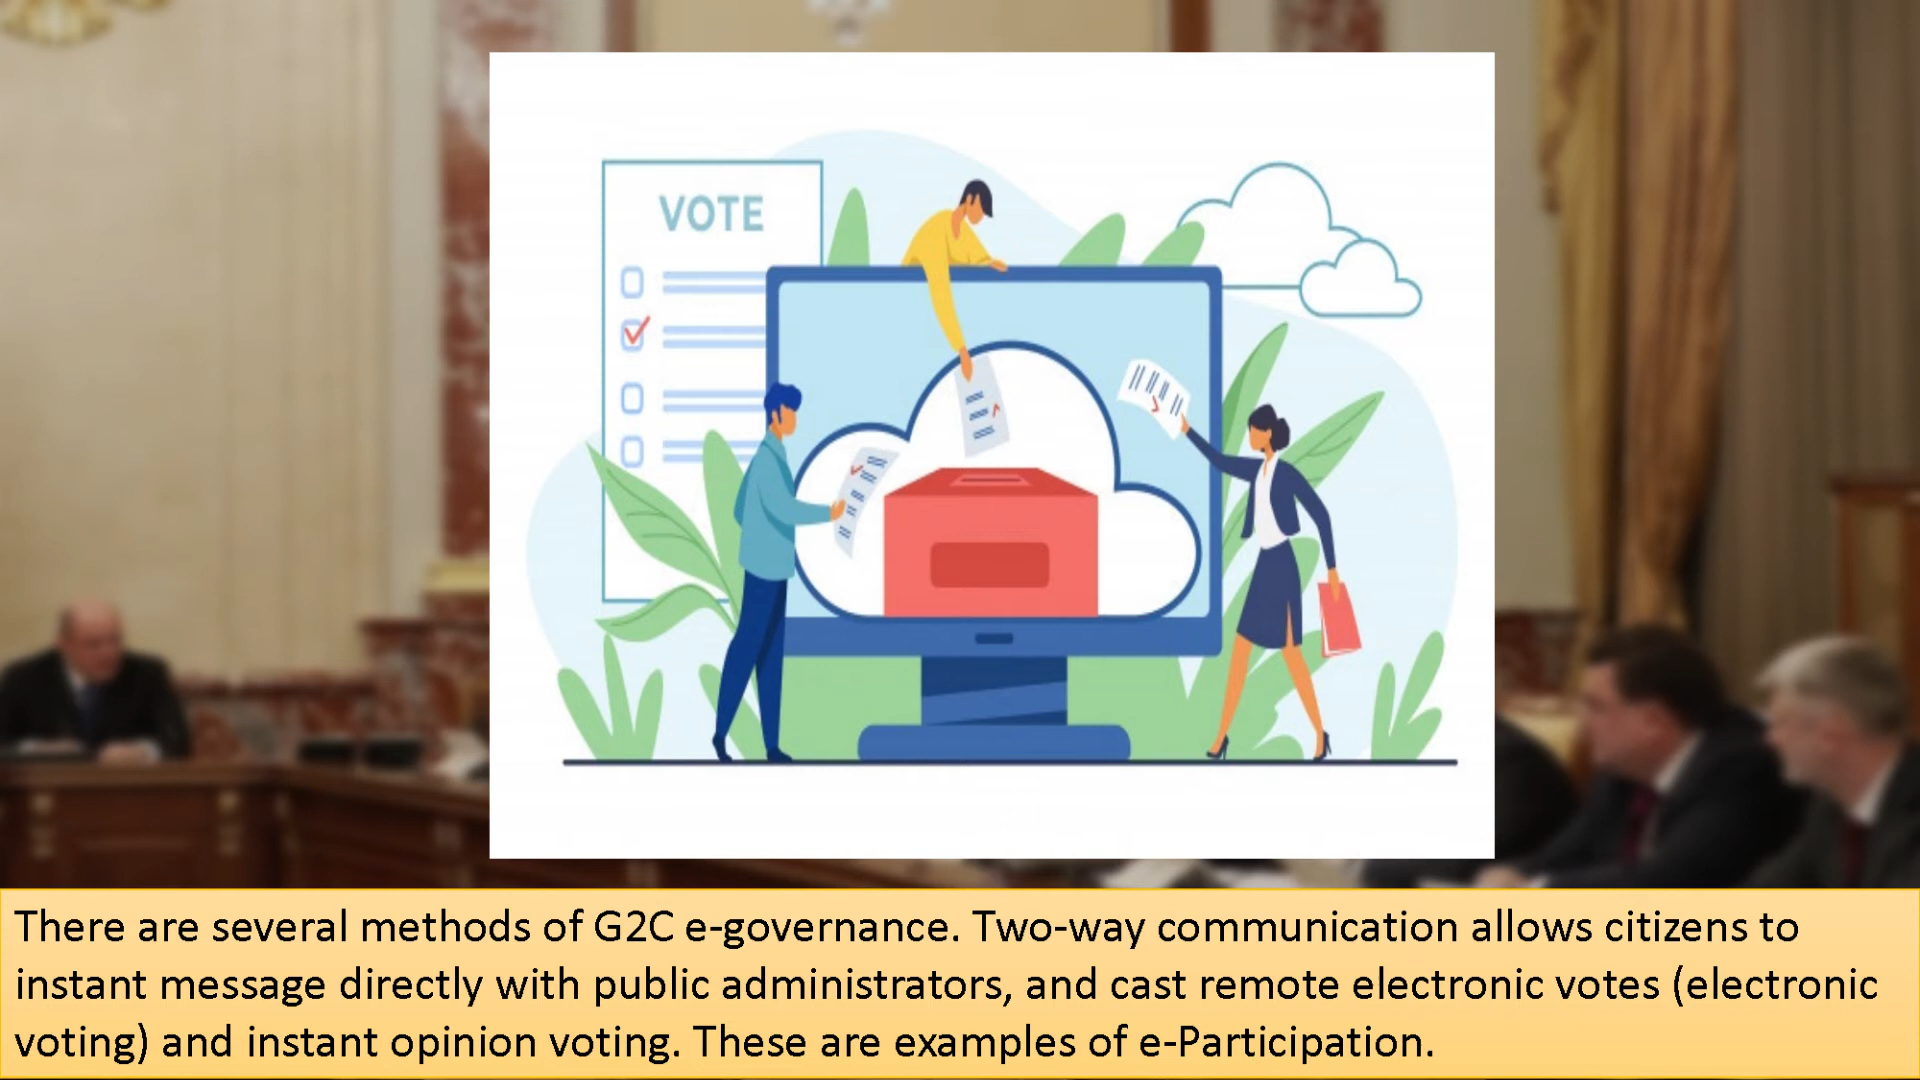 VOTE
There are several methods of G2C e-governance. Two-way communication allows citizens to
instant message directly with public administrators, and cast remote electronic votes (electronic
voting) and instant opinion voting. These are examples of e-Participation.